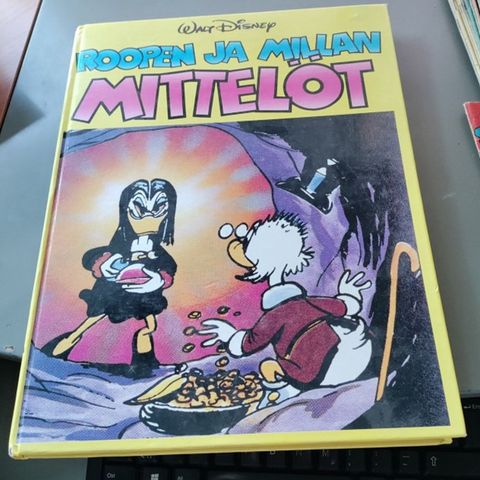 Walt Disney
ROOPEN JA MILLAN
MITTELÖT